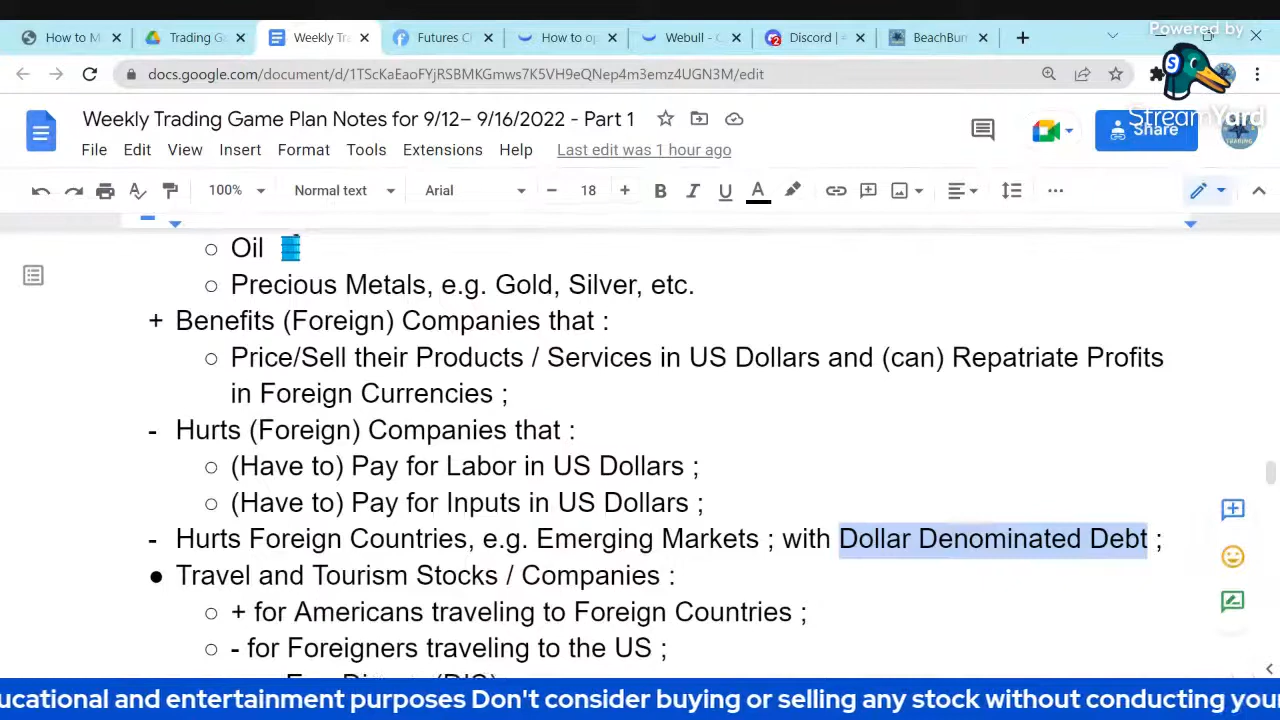 Powered by
How to M
Trading G
Weekly Tr
Futures C
How to op
Webull - C
Discord |
BeachBun
docs.google.com/document/d/1TScKaEaoFYjRSBMKGmws7K5VH9eQNep4m3emz4UGN3M/edit
StreamYard
Weekly Trading Game Plan Notes for 9/12– 9/16/2022 - Part 1
Share
File Edit View Insert Format Tools Extensions Help Last edit was 1 hour ago
100% Normal text Arial - 18 + B I U A
○ Oil
○ Precious Metals, e.g. Gold, Silver, etc.
+ Benefits (Foreign) Companies that :
○ Price/Sell their Products / Services in US Dollars and (can) Repatriate Profits
in Foreign Currencies ;
- Hurts (Foreign) Companies that :
○ (Have to) Pay for Labor in US Dollars ;
○ (Have to) Pay for Inputs in US Dollars ;
- Hurts Foreign Countries, e.g. Emerging Markets ; with Dollar Denominated Debt ;
● Travel and Tourism Stocks / Companies :
○ + for Americans traveling to Foreign Countries ;
○ - for Foreigners traveling to the US ;
ucational and entertainment purposes Don't consider buying or selling any stock without conducting your